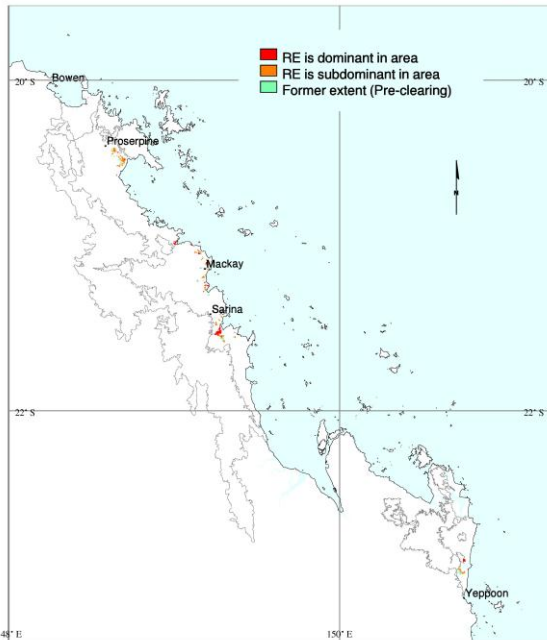 RE is dominant in area
RE is subdominant in area
Former extent (Pre-clearing)
20° S
20° S
Bowen
Proserpine
N
Mackay
Sarina
22° S
22° S
Yeppoon
48° E
150° E